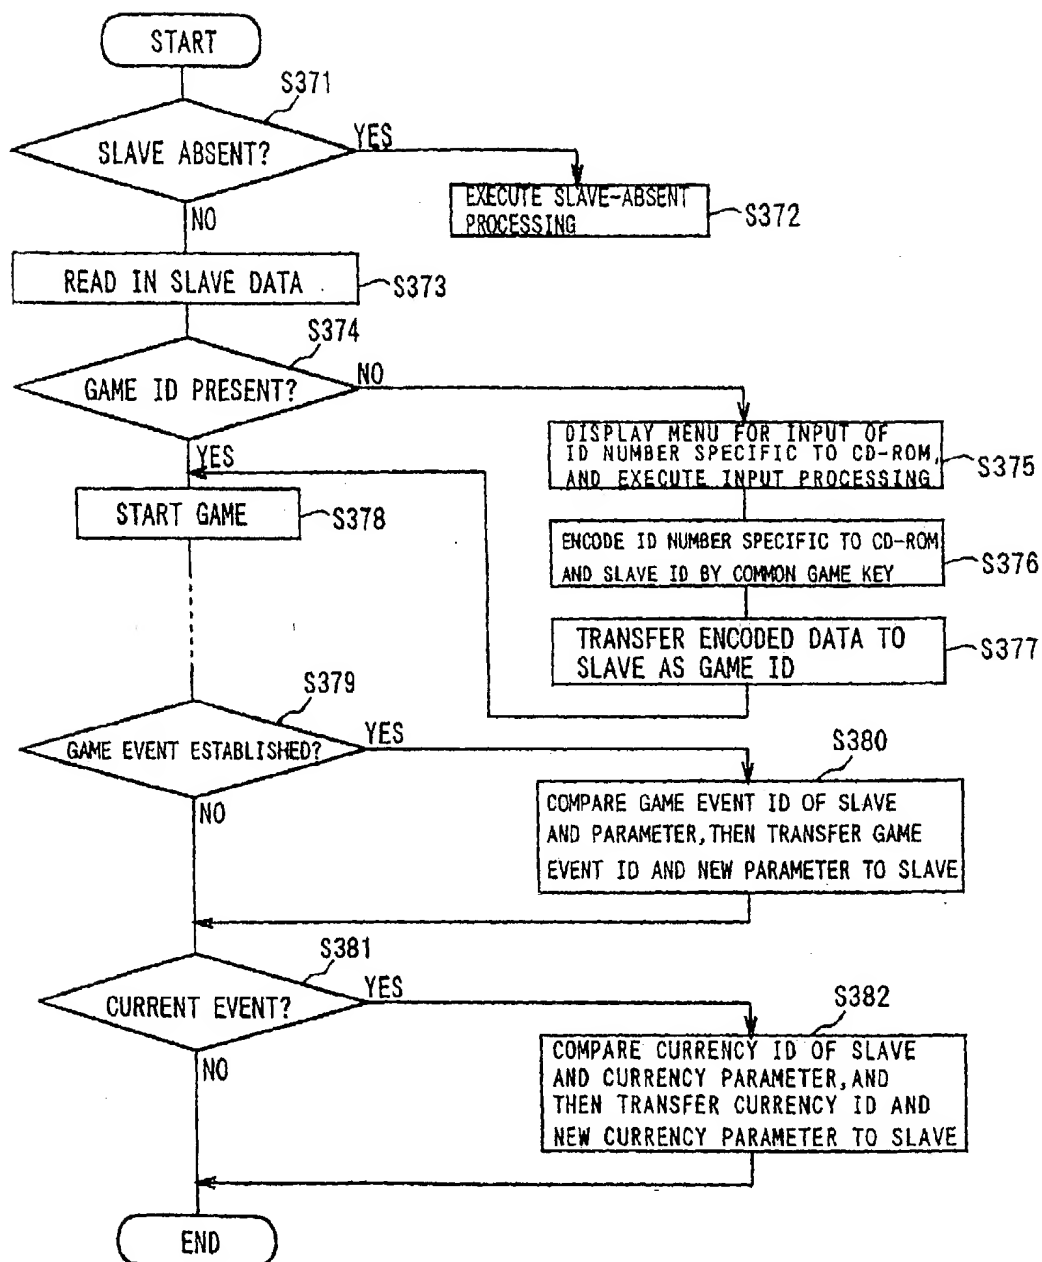 START
S371
SLAVE ABSENT?
YES
EXECUTE SLAVE-ABSENT
PROCESSING
S372
NO
READ IN SLAVE DATA
S373
S374
GAME ID PRESENT?
NO
DISPLAY MENU FOR INPUT OF
ID NUMBER SPECIFIC TO CD-ROM,
AND EXECUTE INPUT PROCESSING
S375
YES
START GAME
S378
ENCODE ID NUMBER SPECIFIC TO CD-ROM
AND SLAVE ID BY COMMON GAME KEY
S376
TRANSFER ENCODED DATA TO
SLAVE AS GAME ID
S377
S379
GAME EVENT ESTABLISHED?
YES
S380
COMPARE GAME EVENT ID OF SLAVE
AND PARAMETER, THEN TRANSFER GAME
EVENT ID AND NEW PARAMETER TO SLAVE
NO
S381
CURRENT EVENT?
YES
S382
COMPARE CURRENCY ID OF SLAVE
AND CURRENCY PARAMETER, AND
THEN TRANSFER CURRENCY ID AND
NEW CURRENCY PARAMETER TO SLAVE
NO
END